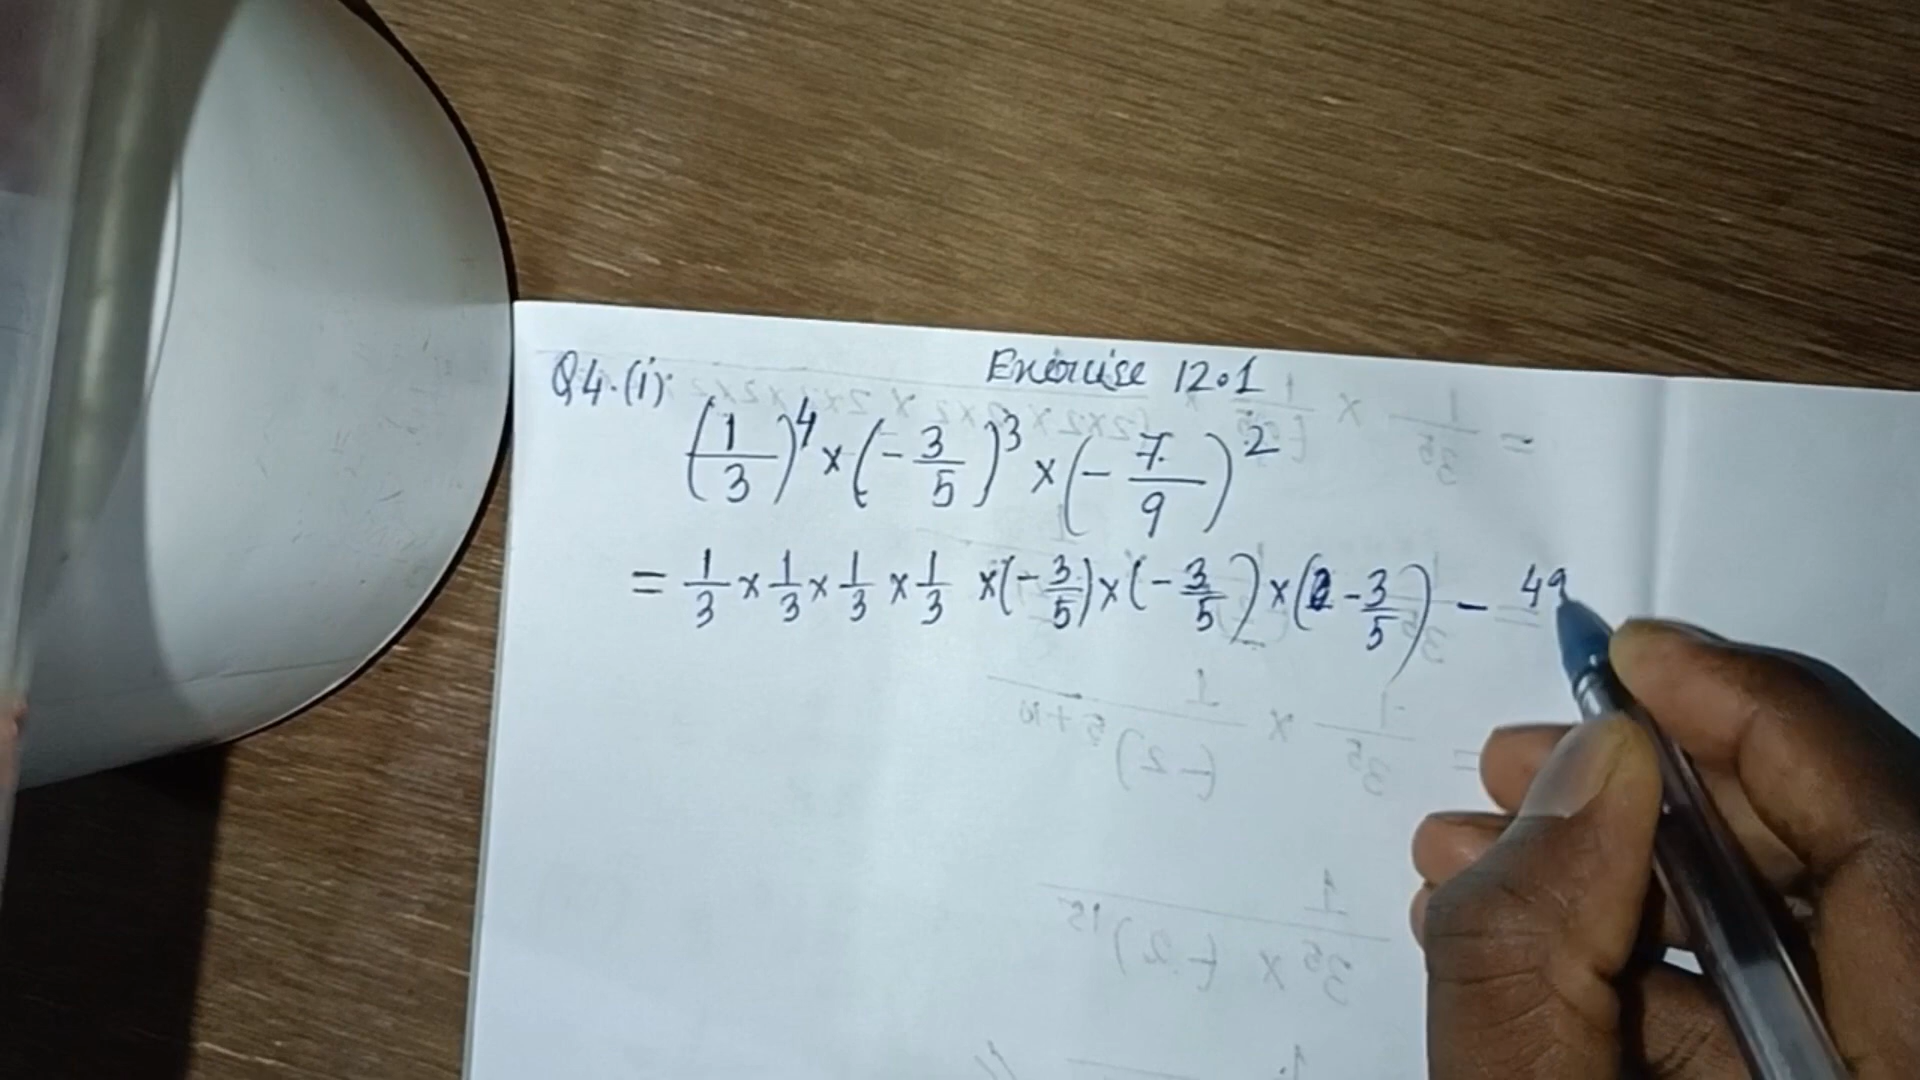 Exercise 12.1
Q4.(i).
(1/3)^4 × (-3/5)^3 × (-7/9)^2
= 1/3 × 1/3 × 1/3 × 1/3 × (-3/5) × (-3/5) × (-3/5) - 49